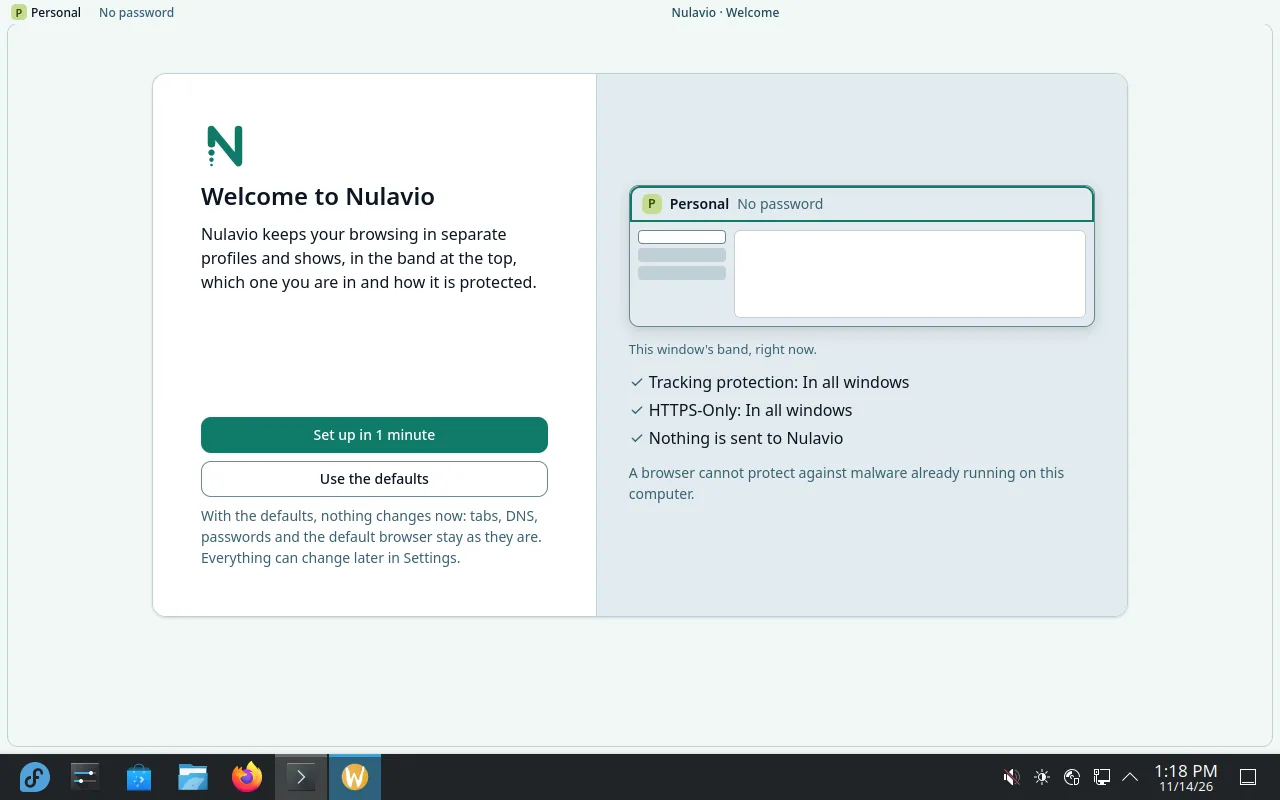 P Personal No password Nulavio · Welcome
Welcome to Nulavio
Nulavio keeps your browsing in separate
profiles and shows, in the band at the top,
which one you are in and how it is protected.
Set up in 1 minute
Use the defaults
With the defaults, nothing changes now: tabs, DNS,
passwords and the default browser stay as they are.
Everything can change later in Settings.
P Personal No password
This window's band, right now.
Tracking protection: In all windows
HTTPS-Only: In all windows
Nothing is sent to Nulavio
A browser cannot protect against malware already running on this
computer.
1:18 PM
11/14/26